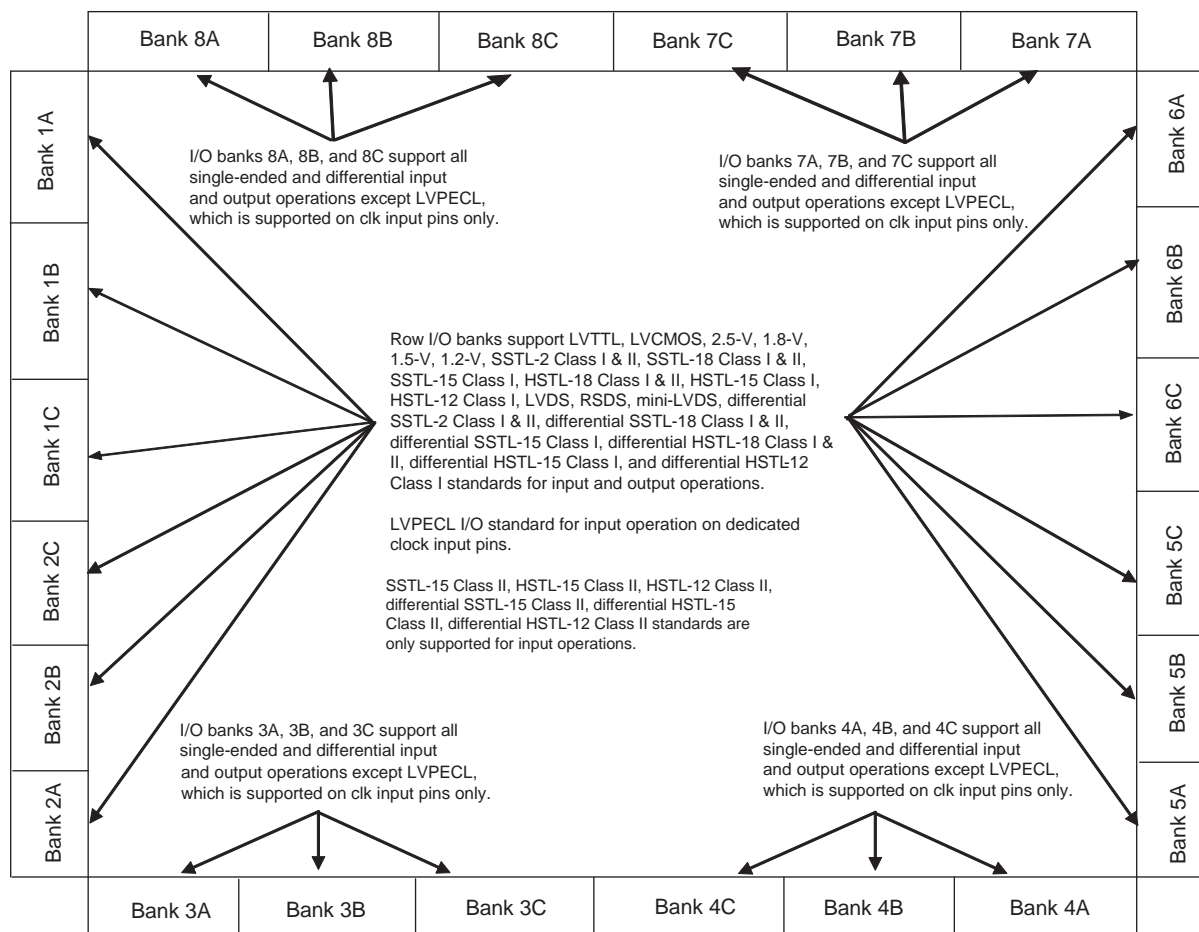 Bank 8A
Bank 8B
Bank 8C
Bank 7C
Bank 7B
Bank 7A
Bank 1A
Bank 1B
Bank 1C
Bank 2C
Bank 2B
Bank 2A
Bank 6A
Bank 6B
Bank 6C
Bank 5C
Bank 5B
Bank 5A
I/O banks 8A, 8B, and 8C support all
single-ended and differential input
and output operations except LVPECL,
which is supported on clk input pins only.
I/O banks 7A, 7B, and 7C support all
single-ended and differential input
and output operations except LVPECL,
which is supported on clk input pins only.
Row I/O banks support LVTTL, LVCMOS, 2.5-V, 1.8-V,
1.5-V, 1.2-V, SSTL-2 Class I & II, SSTL-18 Class I & II,
SSTL-15 Class I, HSTL-18 Class I & II, HSTL-15 Class I,
HSTL-12 Class I, LVDS, RSDS, mini-LVDS, differential
SSTL-2 Class I & II, differential SSTL-18 Class I & II,
differential SSTL-15 Class I, differential HSTL-18 Class I &
II, differential HSTL-15 Class I, and differential HSTL-12
Class I standards for input and output operations.
LVPECL I/O standard for input operation on dedicated
clock input pins.
SSTL-15 Class II, HSTL-15 Class II, HSTL-12 Class II,
differential SSTL-15 Class II, differential HSTL-15
Class II, differential HSTL-12 Class II standards are
only supported for input operations.
I/O banks 3A, 3B, and 3C support all
single-ended and differential input
and output operations except LVPECL,
which is supported on clk input pins only.
I/O banks 4A, 4B, and 4C support all
single-ended and differential input
and output operations except LVPECL,
which is supported on clk input pins only.
Bank 3A
Bank 3B
Bank 3C
Bank 4C
Bank 4B
Bank 4A